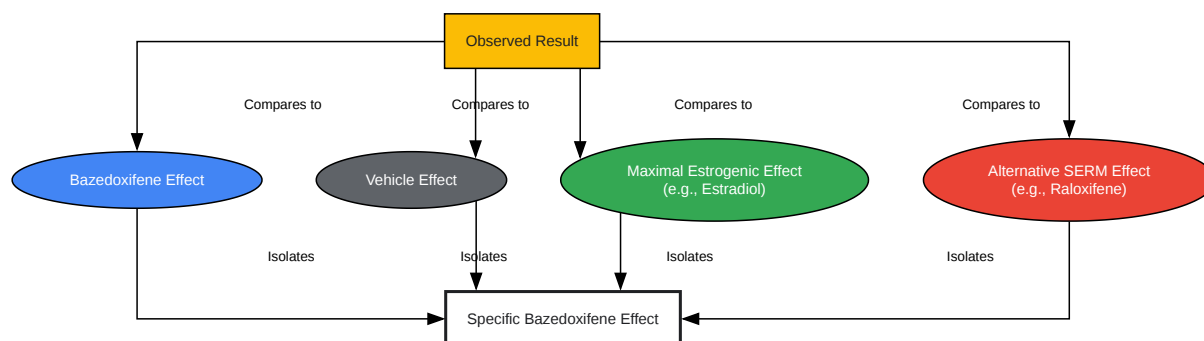 Observed Result
Compares to
Compares to
Compares to
Compares to
Bazedoxifene Effect
Vehicle Effect
Maximal Estrogenic Effect
(e.g., Estradiol)
Alternative SERM Effect
(e.g., Raloxifene)
Isolates
Isolates
Isolates
Isolates
Specific Bazedoxifene Effect